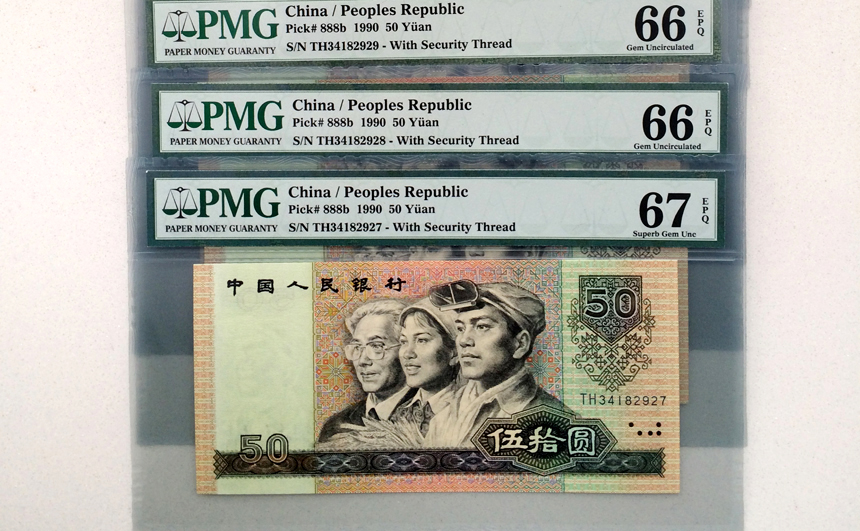 PMG
PAPER MONEY GUARANTY
China / Peoples Republic
Pick# 888b 1990 50 Yüan
S/N TH34182929 - With Security Thread
66
EPQ
Gem Uncirculated
PMG
PAPER MONEY GUARANTY
China / Peoples Republic
Pick# 888b 1990 50 Yüan
S/N TH34182928 - With Security Thread
66
EPQ
Gem Uncirculated
PMG
PAPER MONEY GUARANTY
China / Peoples Republic
Pick# 888b 1990 50 Yüan
S/N TH34182927 - With Security Thread
67
EPQ
Superb Gem Unc
中国人民银行
50
TH34182927
50
伍拾圆